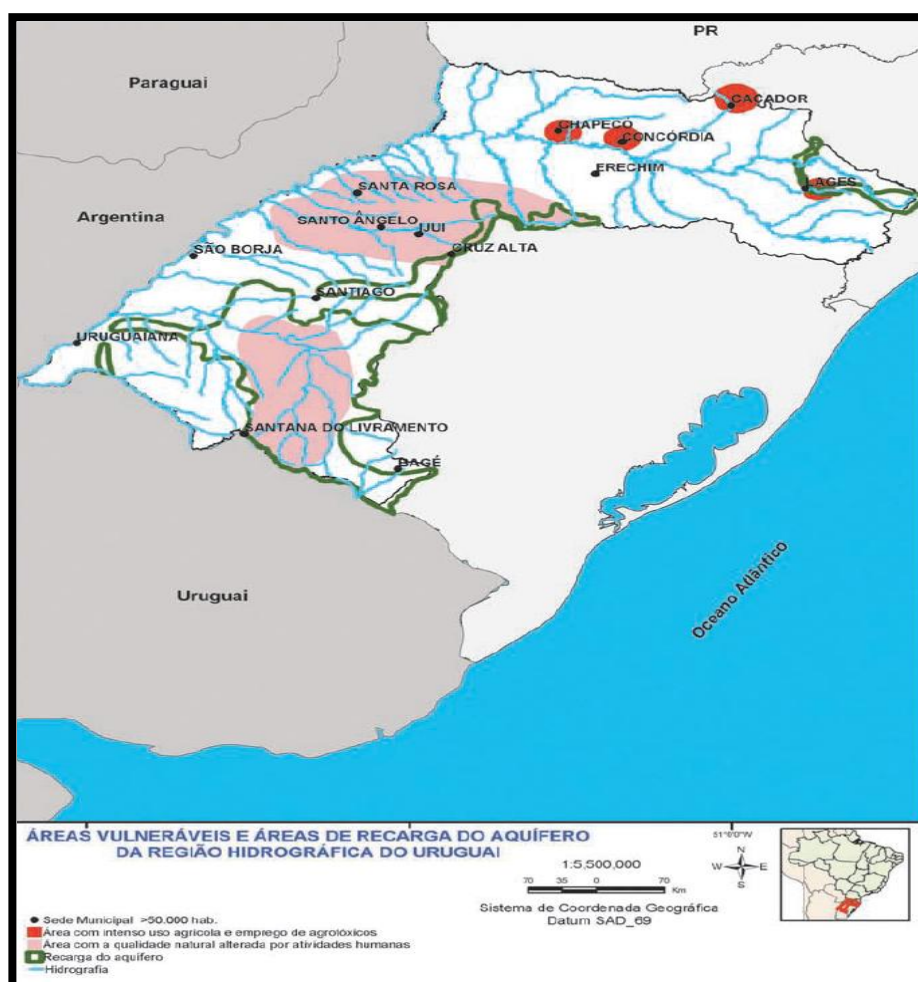 PR
Paraguai
CAÇADOR
CHAPECÓ
CONCÓRDIA
ERECHIM
LAGES
SANTA ROSA
Argentina
SANTO ÂNGELO
IJUI
CRUZ ALTA
SÃO BORJA
SANTIAGO
URUGUAIANA
SANTANA DO LIVRAMENTO
BAGÉ
Oceano Atlântico
Uruguai
ÁREAS VULNERÁVEIS E ÁREAS DE RECARGA DO AQUÍFERO
DA REGIÃO HIDROGRÁFICA DO URUGUAI
51°0'0"W
N
W E
S
1:5,500,000
70 35 0 70
Km
Sistema de Coordenada Geográfica
Datum SAD_69
Sede Municipal >50.000 hab.
Área com intenso uso agrícola e emprego de agrotóxicos
Área com a qualidade natural alterada por atividades humanas
Recarga do aquífero
Hidrografia